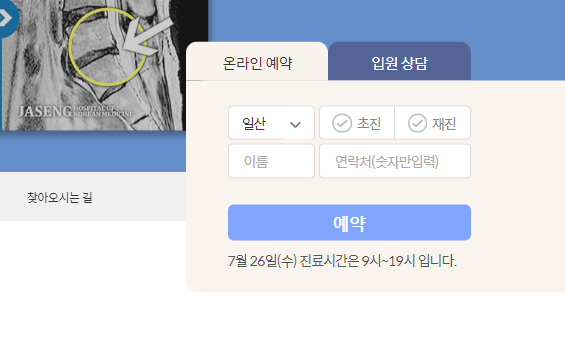 JASENG HOSPITAL OF
KOREAN MEDICINE
온라인 예약
입원 상담
일산
초진
재진
이름
연락처(숫자만입력)
찾아오시는 길
예약
7월 26일(수) 진료시간은 9시~19시 입니다.